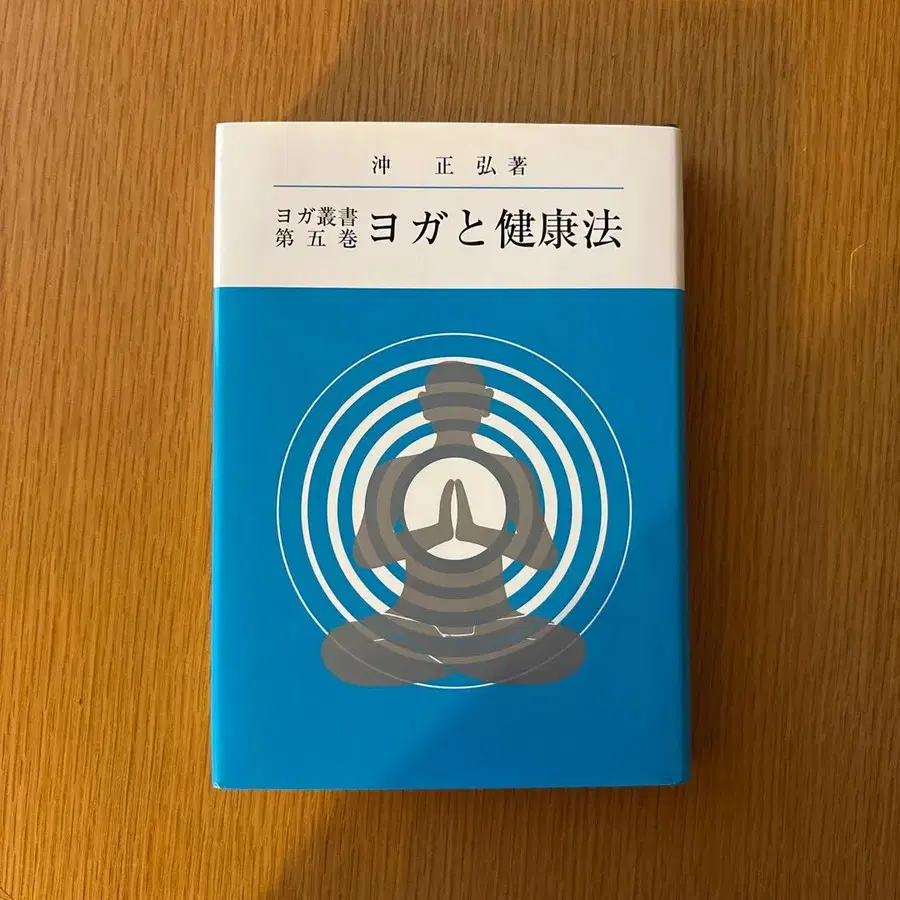 沖 正弘著
ヨガ叢書
第五巻
ヨガと健康法